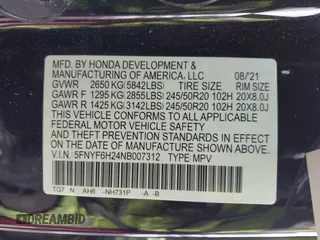 MFD. BY HONDA DEVELOPMENT &
MANUFACTURING OF AMERICA, LLC 08/'21
GVWR 2650 KG(5842LBS) TIRE SIZE RIM SIZE
GAWR F 1295 KG(2855LBS) 245/50R20 102H 20X8.0J
GAWR R 1425 KG(3142LBS) 245/50R20 102H 20X8.0J
THIS VEHICLE CONFORMS TO ALL APPLICABLE
FEDERAL MOTOR VEHICLE SAFETY AND
THEFT PREVENTION STANDARDS IN EFFECT
ON THE DATE OF MANUFACTURE SHOWN ABOVE.
V.I.N. 5FNYF6H24NB007312 TYPE MPV
TG7 N AH6 -NH731P -A -B
DREAMBID